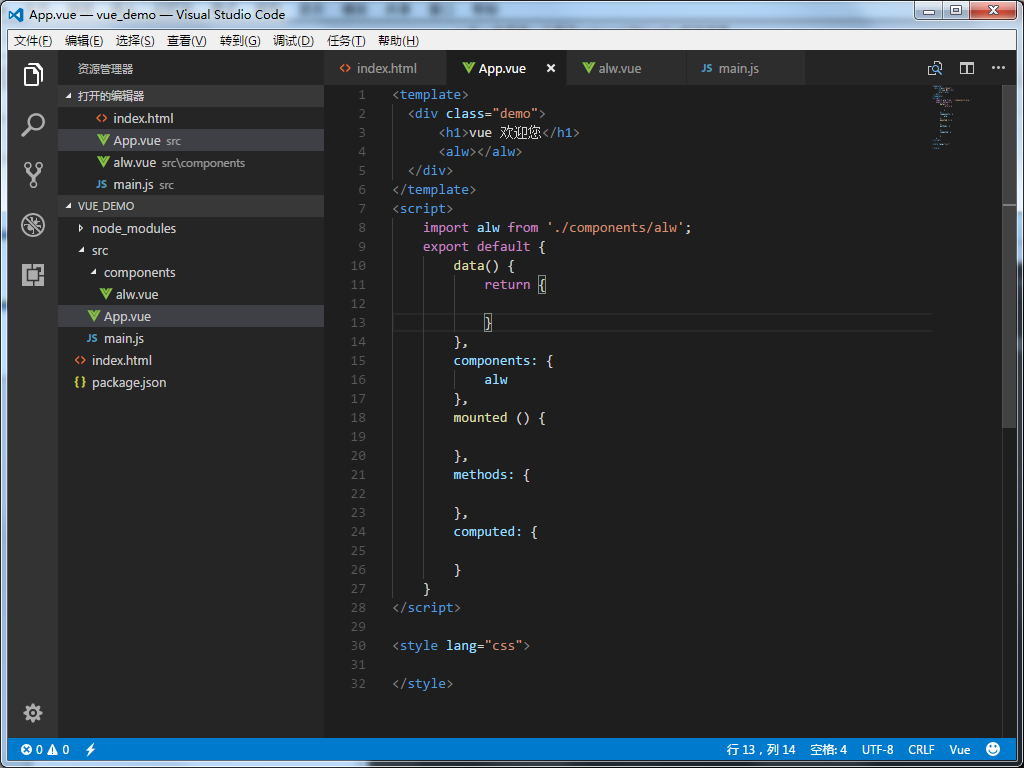 App.vue — vue_demo — Visual Studio Code
文件(F) 编辑(E) 选择(S) 查看(V) 转到(G) 调试(D) 任务(T) 帮助(H)
资源管理器
打开的编辑器
index.html
App.vue src
alw.vue src\components
JS main.js src
VUE_DEMO
node_modules
src
components
alw.vue
App.vue
JS main.js
index.html
{} package.json
index.html App.vue × alw.vue JS main.js
1 <template>
2 <div class="demo">
3 <h1>vue 欢迎您</h1>
4 <alw></alw>
5 </div>
6 </template>
7 <script>
8 import alw from './components/alw';
9 export default {
10 data() {
11 return {
12
13 }
14 },
15 components: {
16 alw
17 },
18 mounted () {
19
20 },
21 methods: {
22
23 },
24 computed: {
25
26 }
27 }
28 </script>
29
30 <style lang="css">
31
32 </style>
0 0 行 13，列 14 空格: 4 UTF-8 CRLF Vue